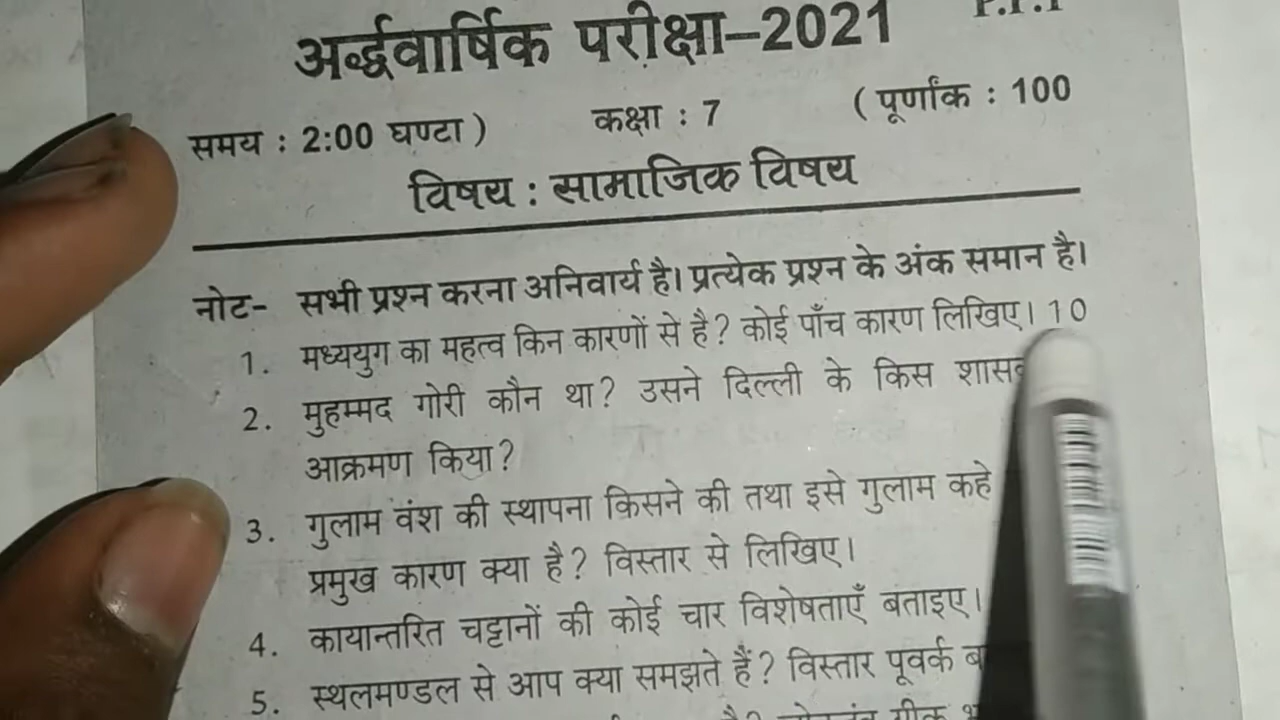 अर्द्धवार्षिक परीक्षा–2021
समय : 2:00 घण्टा ) कक्षा : 7 ( पूर्णांक : 100
विषय : सामाजिक विषय
नोट- सभी प्रश्न करना अनिवार्य है। प्रत्येक प्रश्न के अंक समान है।
1. मध्ययुग का महत्व किन कारणों से है? कोई पाँच कारण लिखिए। 10
2. मुहम्मद गोरी कौन था? उसने दिल्ली के किस
आक्रमण किया?
3. गुलाम वंश की स्थापना किसने की तथा इसे गुलाम कहे
प्रमुख कारण क्या है? विस्तार से लिखिए।
4. कायान्तरित चट्टानों की कोई चार विशेषताएँ बताइए।
5. स्थलमण्डल से आप क्या समझते हैं? विस्तार पूवर्क